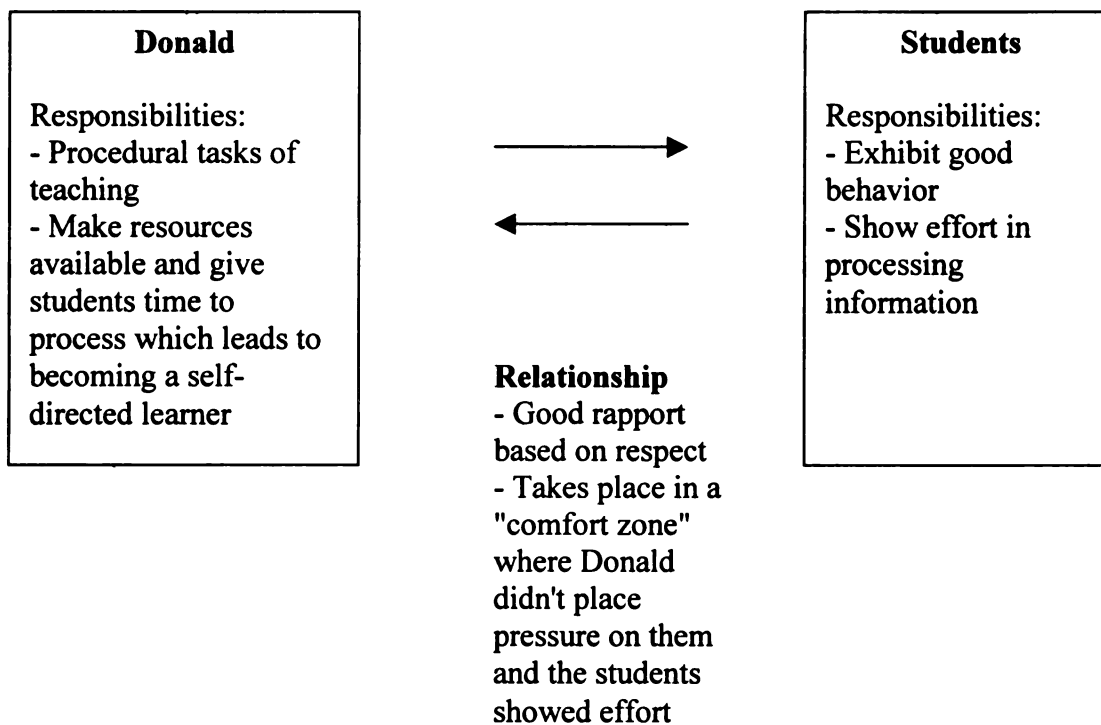 Donald
Responsibilities:
- Procedural tasks of
teaching
- Make resources
available and give
students time to
process which leads to
becoming a self-
directed learner
Students
Responsibilities:
- Exhibit good
behavior
- Show effort in
processing
information
Relationship
- Good rapport
based on respect
- Takes place in a
"comfort zone"
where Donald
didn't place
pressure on them
and the students
showed effort